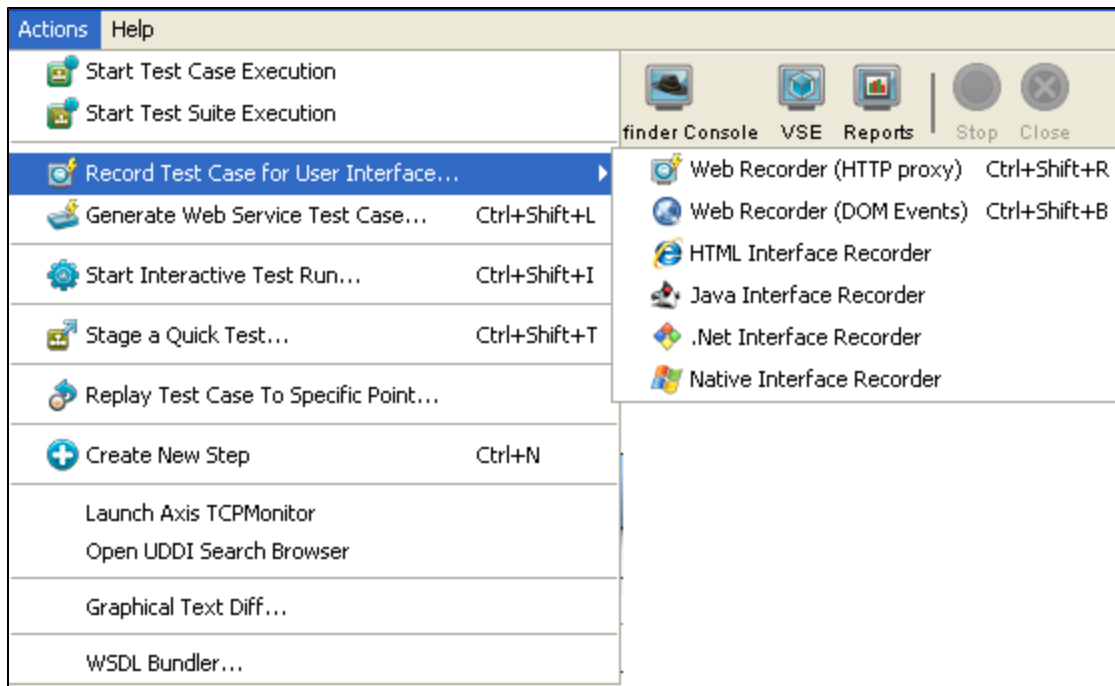 Actions Help
Start Test Case Execution
Start Test Suite Execution
Record Test Case for User Interface...
Generate Web Service Test Case... Ctrl+Shift+L
Start Interactive Test Run... Ctrl+Shift+I
Stage a Quick Test... Ctrl+Shift+T
Replay Test Case To Specific Point...
Create New Step Ctrl+N
Launch Axis TCPMonitor
Open UDDI Search Browser
Graphical Text Diff...
WSDL Bundler...
finder Console VSE Reports Stop Close
Web Recorder (HTTP proxy) Ctrl+Shift+R
Web Recorder (DOM Events) Ctrl+Shift+B
HTML Interface Recorder
Java Interface Recorder
.Net Interface Recorder
Native Interface Recorder